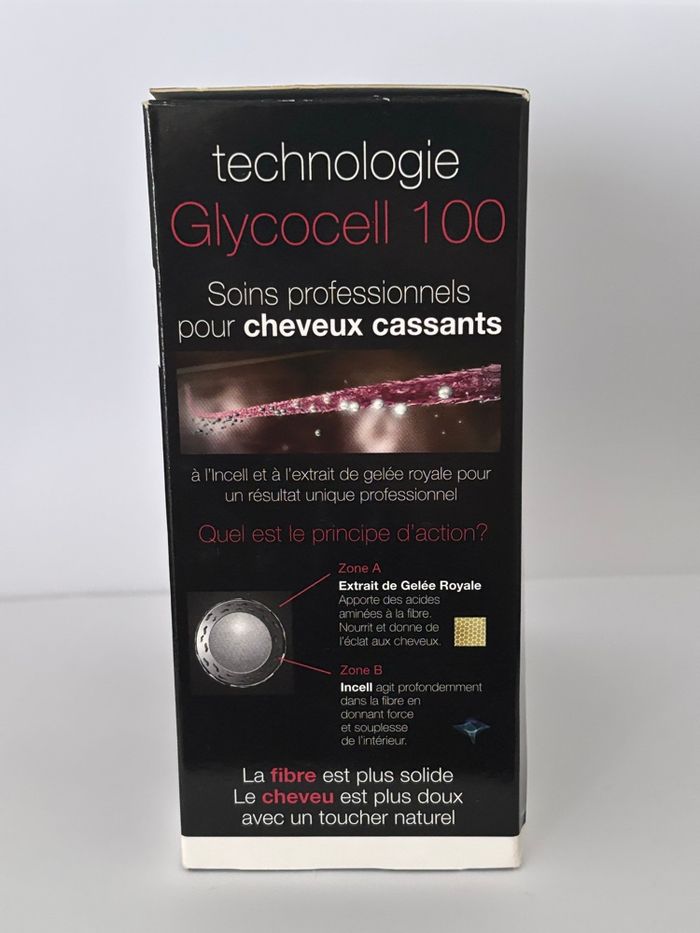 technologie
Glycocell 100
Soins professionnels
pour cheveux cassants
à l'Incell et à l'extrait de gelée royale pour
un résultat unique professionnel
Quel est le principe d'action?
Zone A
Extrait de Gelée Royale
Apporte des acides
aminées à la fibre.
Nourrit et donne de
l'éclat aux cheveux.
Zone B
Incell agit profondemment
dans la fibre en
donnant force
et souplesse
de l'intérieur.
La fibre est plus solide
Le cheveu est plus doux
avec un toucher naturel